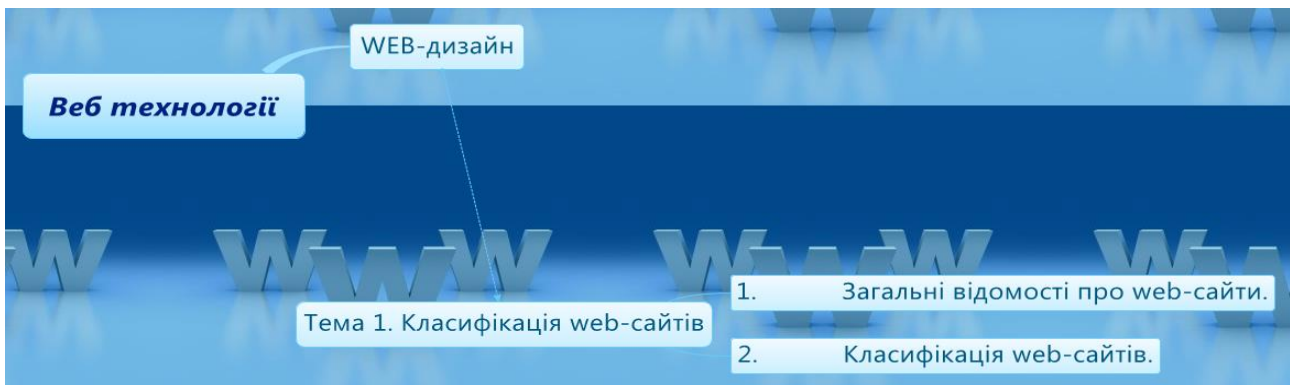 WEB-дизайн
Веб технології
Тема 1. Класифікація web-сайтів
1. Загальні відомості про web-сайти.
2. Класифікація web-сайтів.